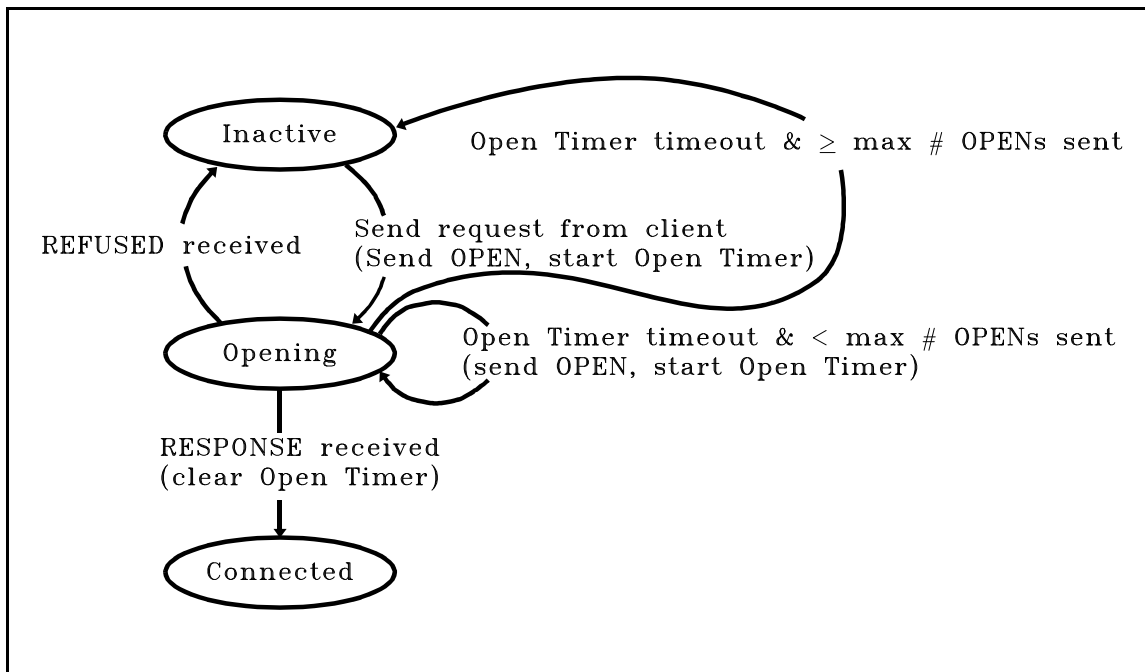 Inactive
Open Timer timeout & ≥ max # OPENs sent
Send request from client
(Send OPEN, start Open Timer)
REFUSED received
Opening
Open Timer timeout & < max # OPENs sent
(send OPEN, start Open Timer)
RESPONSE received
(clear Open Timer)
Connected